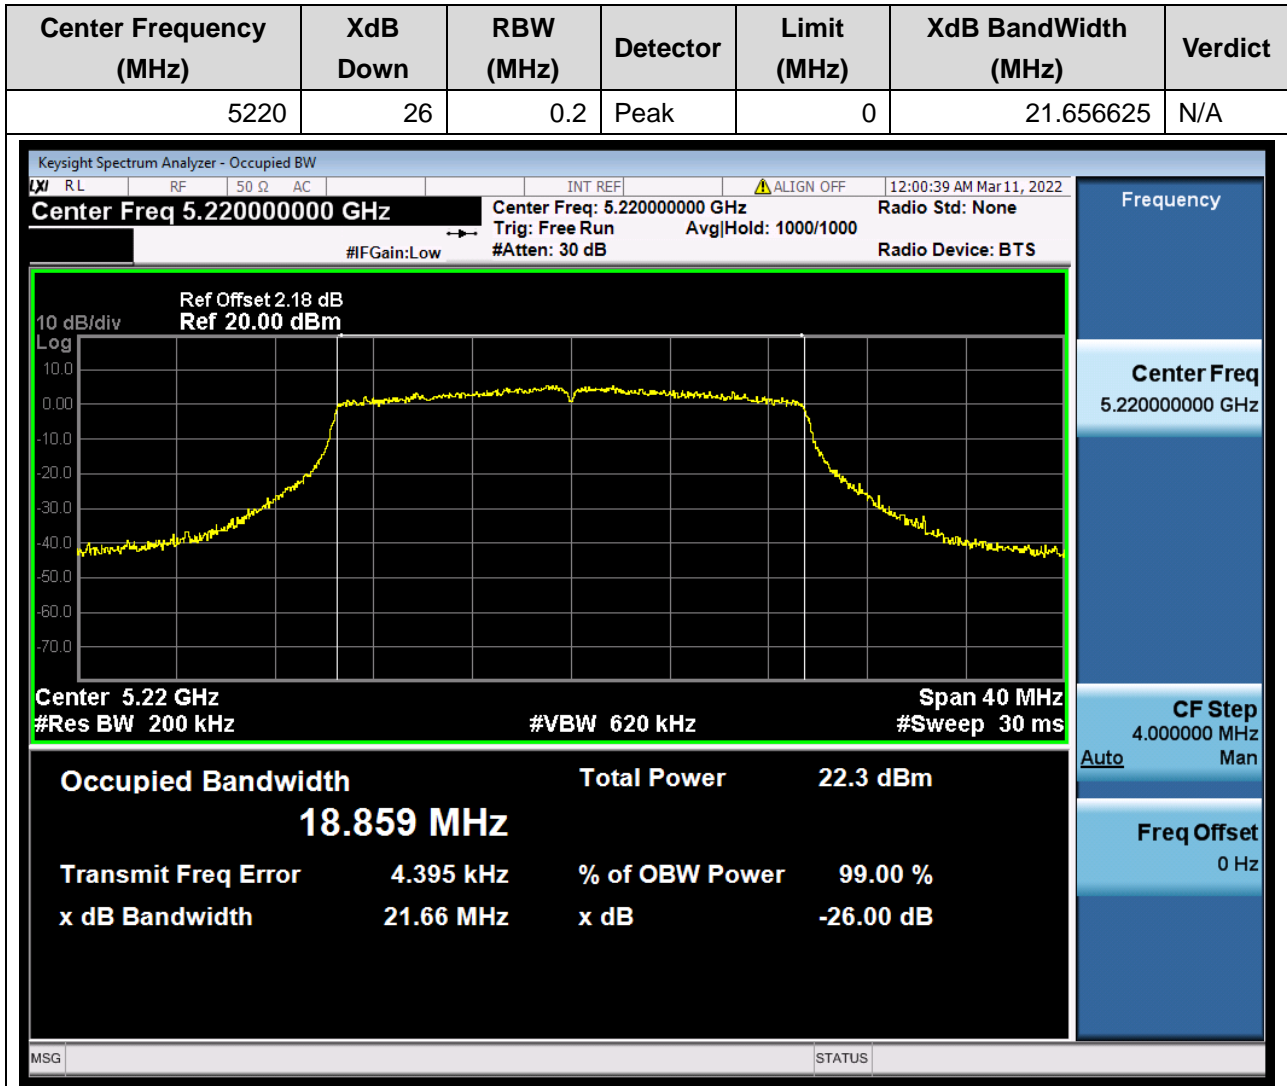 Center Frequency (MHz) XdB Down RBW (MHz) Detector Limit (MHz) XdB BandWidth (MHz) Verdict
5220 26 0.2 Peak 0 21.656625 N/A
Keysight Spectrum Analyzer - Occupied BW
LXI RL RF 50 Ω AC INT REF ALIGN OFF 12:00:39 AM Mar 11, 2022
Center Freq 5.220000000 GHz Center Freq: 5.220000000 GHz Radio Std: None
Trig: Free Run Avg|Hold: 1000/1000
#IFGain:Low #Atten: 30 dB Radio Device: BTS
Ref Offset 2.18 dB
10 dB/div Ref 20.00 dBm
Log
10.0
0.00
-10.0
-20.0
-30.0
-40.0
-50.0
-60.0
-70.0
Center 5.22 GHz Span 40 MHz
#Res BW 200 kHz #VBW 620 kHz #Sweep 30 ms
Occupied Bandwidth Total Power 22.3 dBm
18.859 MHz
Transmit Freq Error 4.395 kHz % of OBW Power 99.00 %
x dB Bandwidth 21.66 MHz x dB -26.00 dB
Frequency
Center Freq
5.220000000 GHz
CF Step
4.000000 MHz
Auto Man
Freq Offset
0 Hz
MSG STATUS